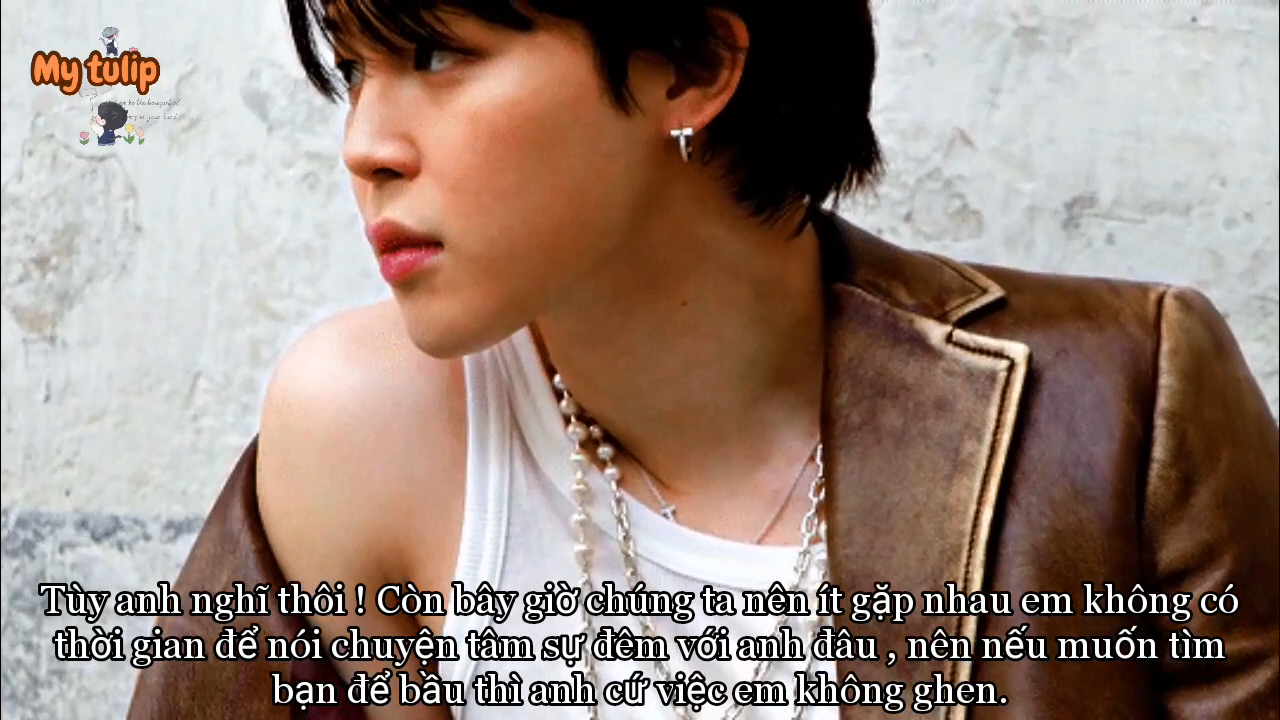 My tulip
Tùy anh nghĩ thôi ! Còn bây giờ chúng ta nên ít gặp nhau em không có
thời gian để nói chuyện tâm sự đêm với anh đâu , nên nếu muốn tìm
bạn để bầu thì anh cứ việc em không ghen.